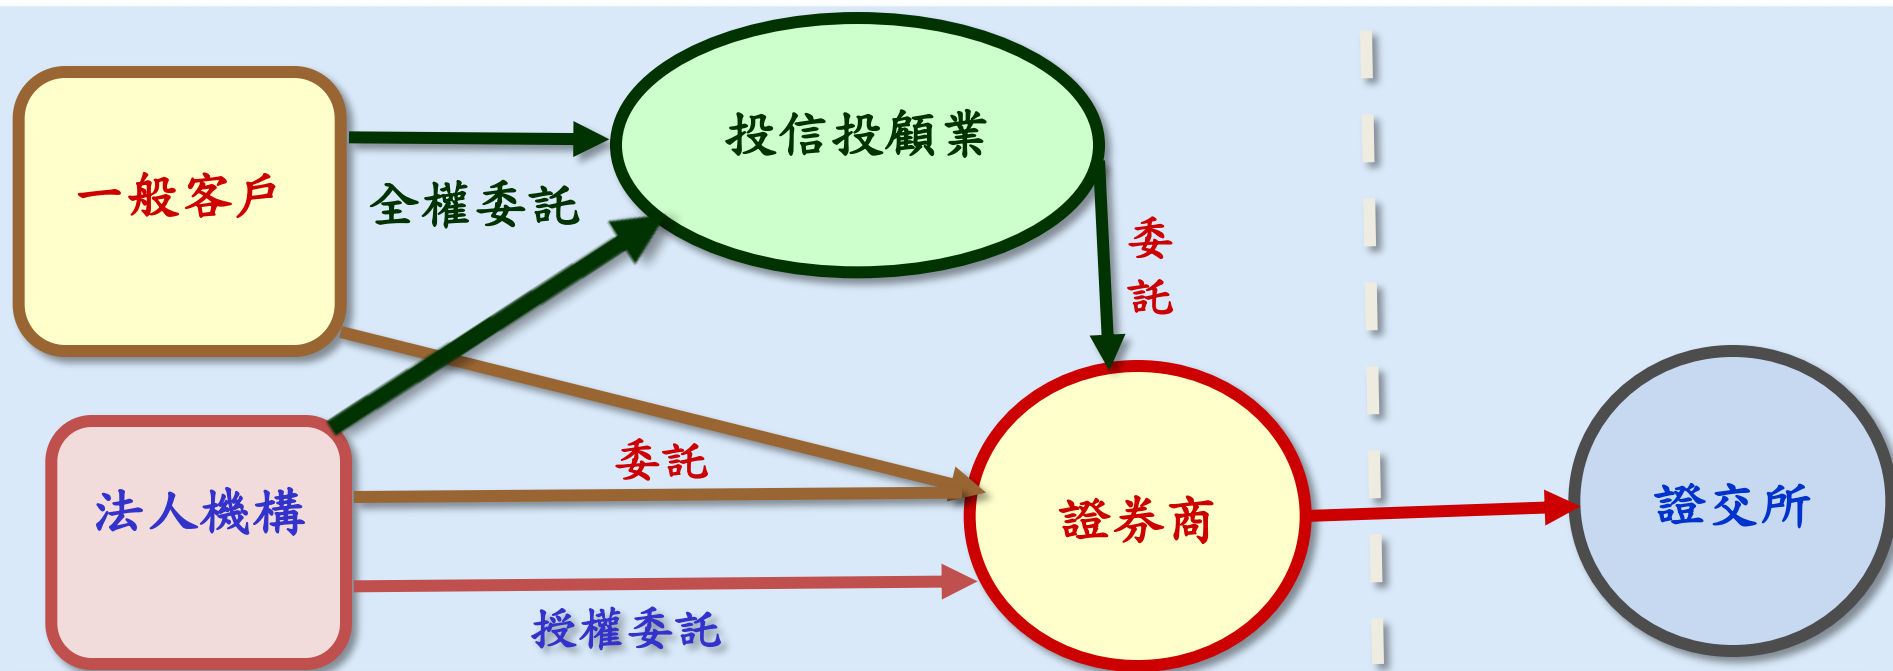 投信投顧業
一般客戶
全權委託
委
託
委託
法人機構
證券商
證交所
授權委託